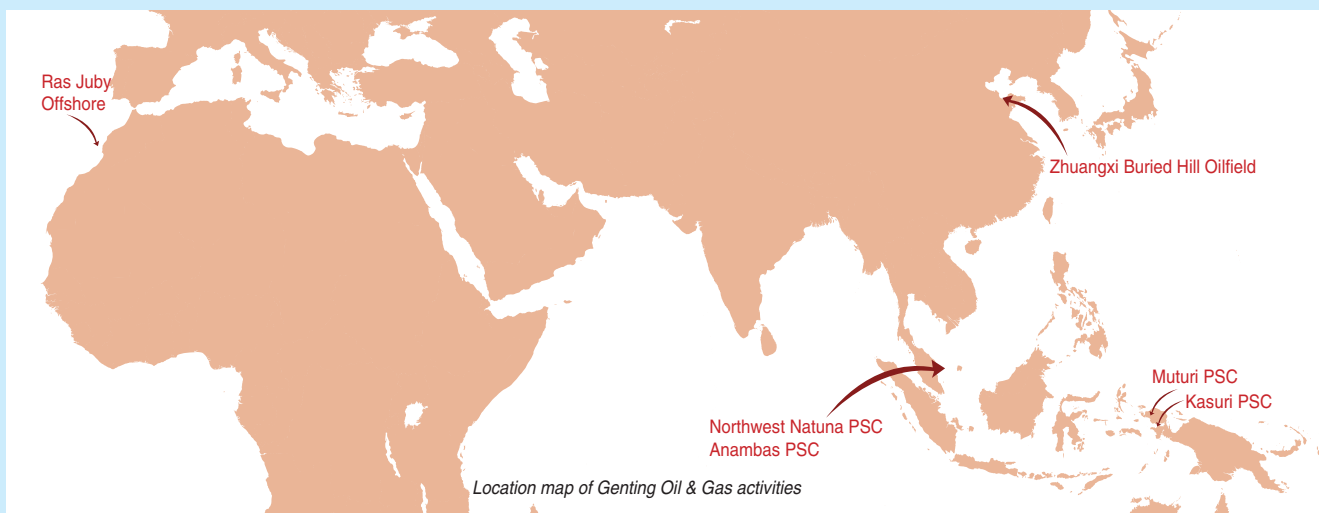 Ras Juby
Offshore
Zhuangxi Buried Hill Oilfield
Muturi PSC
Kasuri PSC
Northwest Natuna PSC
Anambas PSC
Location map of Genting Oil & Gas activities